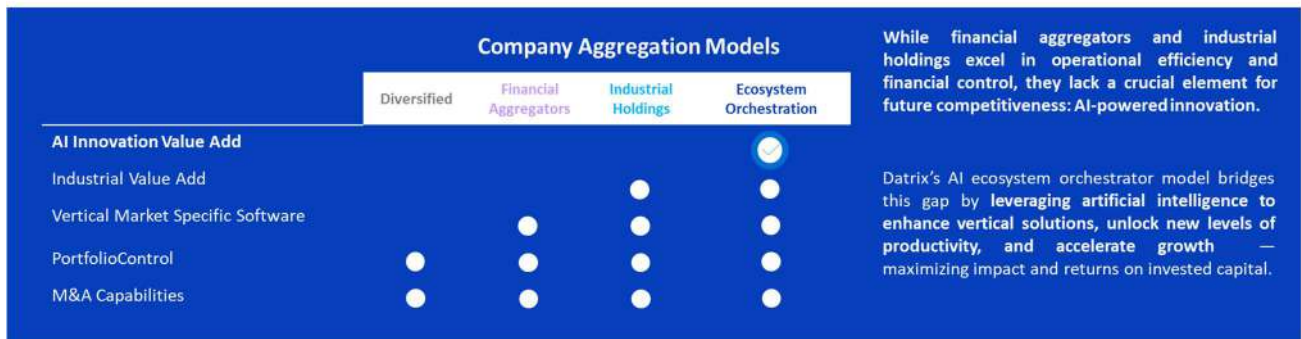 Company Aggregation Models
Diversified
Financial
Aggregators
Industrial
Holdings
Ecosystem
Orchestration
AI Innovation Value Add
Industrial Value Add
Vertical Market Specific Software
PortfolioControl
M&A Capabilities
While financial aggregators and industrial
holdings excel in operational efficiency and
financial control, they lack a crucial element for
future competitiveness: AI-powered innovation.
Datrix's AI ecosystem orchestrator model bridges
this gap by leveraging artificial intelligence to
enhance vertical solutions, unlock new levels of
productivity, and accelerate growth —
maximizing impact and returns on invested capital.